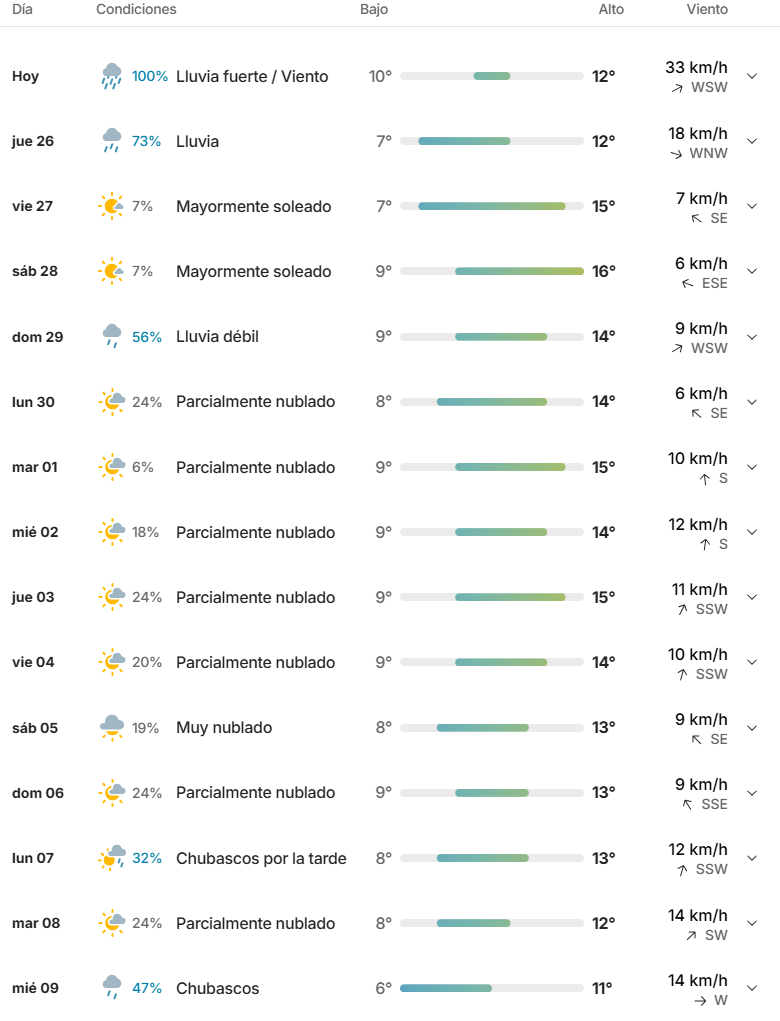 Día Condiciones Bajo Alto Viento
Hoy 100% Lluvia fuerte / Viento 10° 12° 33 km/h
WSW
jue 26 73% Lluvia 7° 12° 18 km/h
WNW
vie 27 7% Mayormente soleado 7° 15° 7 km/h
SE
sáb 28 7% Mayormente soleado 9° 16° 6 km/h
ESE
dom 29 56% Lluvia débil 9° 14° 9 km/h
WSW
lun 30 24% Parcialmente nublado 8° 14° 6 km/h
SE
mar 01 6% Parcialmente nublado 9° 15° 10 km/h
S
mié 02 18% Parcialmente nublado 9° 14° 12 km/h
S
jue 03 24% Parcialmente nublado 9° 15° 11 km/h
SSW
vie 04 20% Parcialmente nublado 9° 14° 10 km/h
SSW
sáb 05 19% Muy nublado 8° 13° 9 km/h
SE
dom 06 24% Parcialmente nublado 9° 13° 9 km/h
SSE
lun 07 32% Chubascos por la tarde 8° 13° 12 km/h
SSW
mar 08 24% Parcialmente nublado 8° 12° 14 km/h
SW
mié 09 47% Chubascos 6° 11° 14 km/h
W